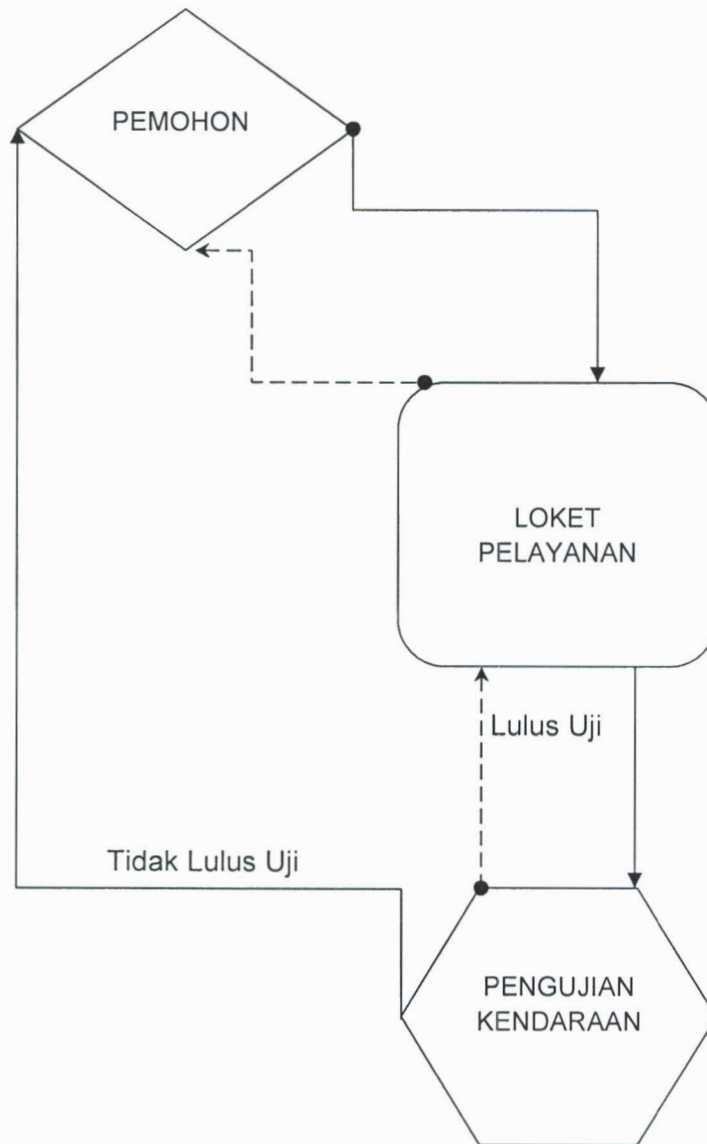 PEMOHON
LOKET
PELAYANAN
Lulus Uji
Tidak Lulus Uji
PENGUJIAN
KENDARAAN